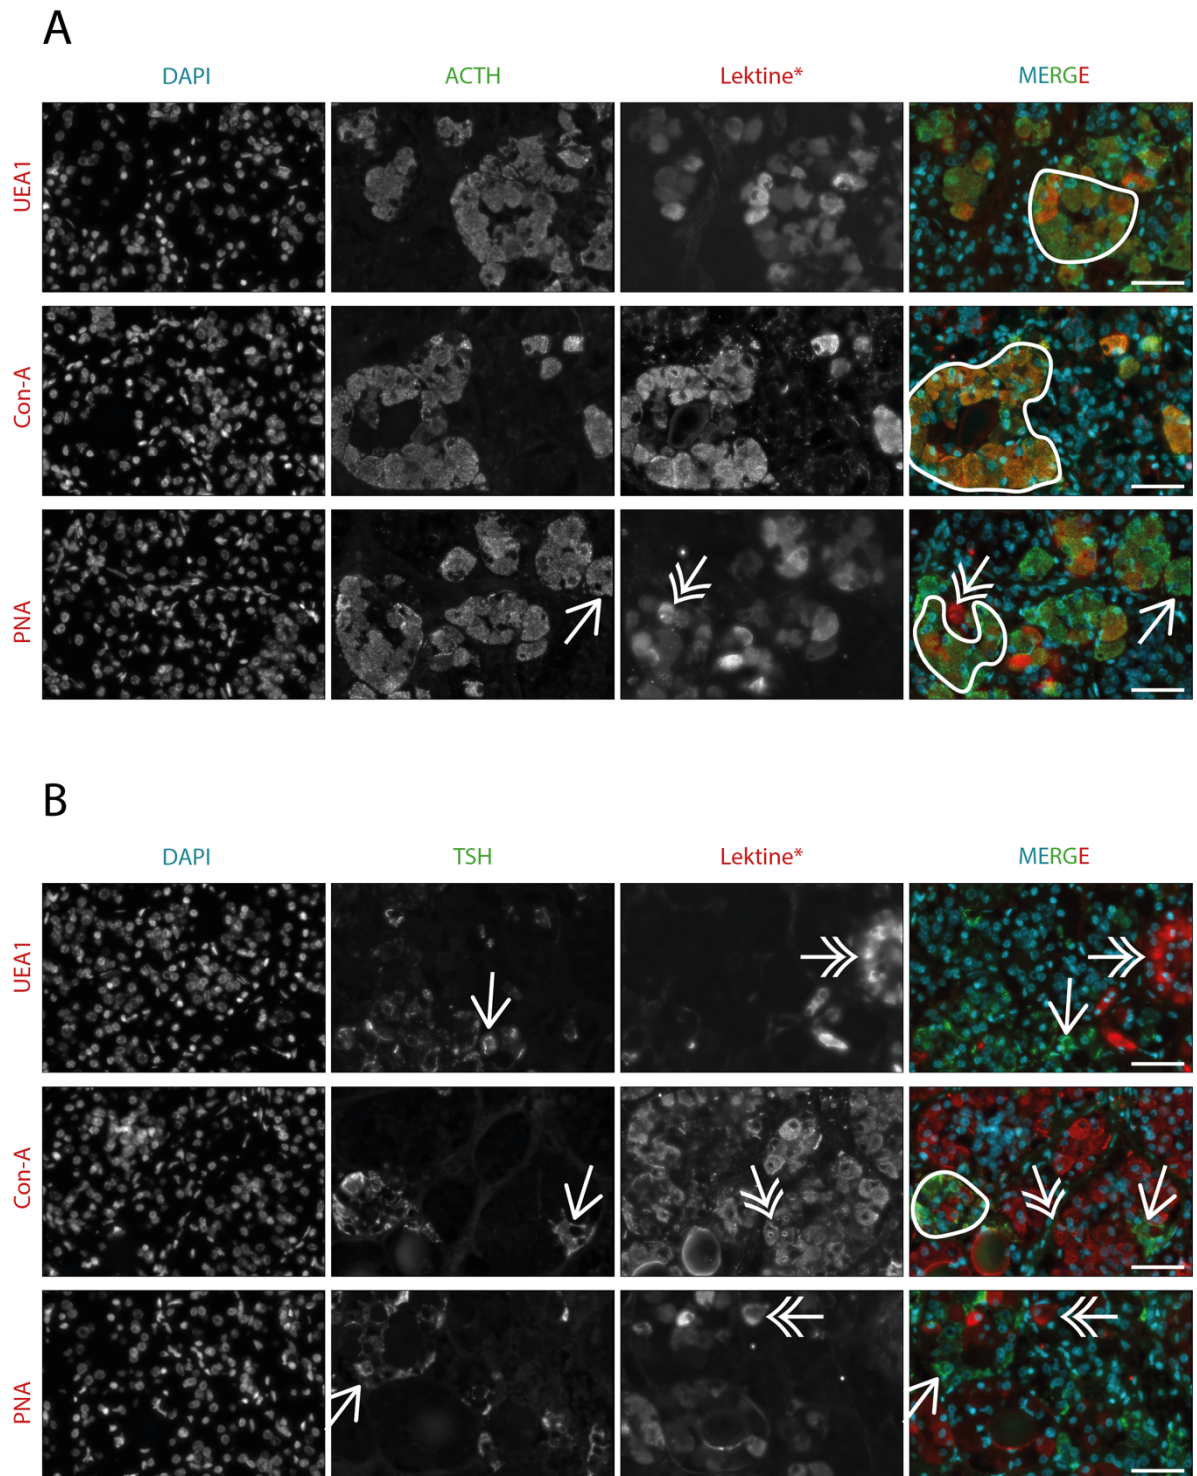 A
DAPI ACTH Lektine* MERGE
UEA1
Con-A
PNA
B
DAPI TSH Lektine* MERGE
UEA1
Con-A
PNA